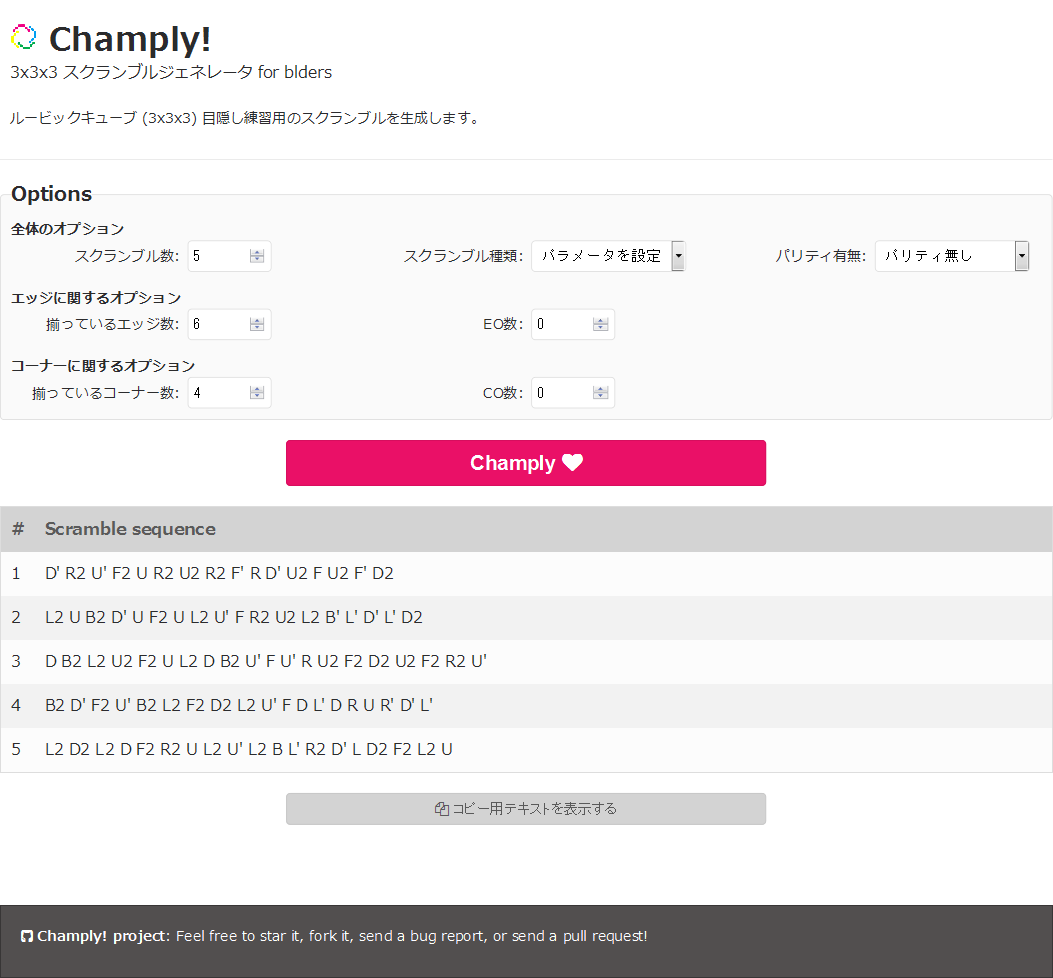 Champly!
3x3x3 スクランブルジェネレータ for blders
ルービックキューブ (3x3x3) 目隠し練習用のスクランブルを生成します。
Options
全体のオプション
スクランブル数: 5 スクランブル種類: パラメータを設定 パリティ有無: パリティ無し
エッジに関するオプション
揃っているエッジ数: 6 EO数: 0
コーナーに関するオプション
揃っているコーナー数: 4 CO数: 0
Champly
# Scramble sequence
1 D' R2 U' F2 U R2 U2 R2 F' R D' U2 F U2 F' D2
2 L2 U B2 D' U F2 U L2 U' F R2 U2 L2 B' L' D' L' D2
3 D B2 L2 U2 F2 U L2 D B2 U' F U' R U2 F2 D2 U2 F2 R2 U'
4 B2 D' F2 U' B2 L2 F2 D2 L2 U' F D L' D R U R' D' L'
5 L2 D2 L2 D F2 R2 U L2 U' L2 B L' R2 D' L D2 F2 L2 U
コピー用テキストを表示する
Champly! project: Feel free to star it, fork it, send a bug report, or send a pull request!